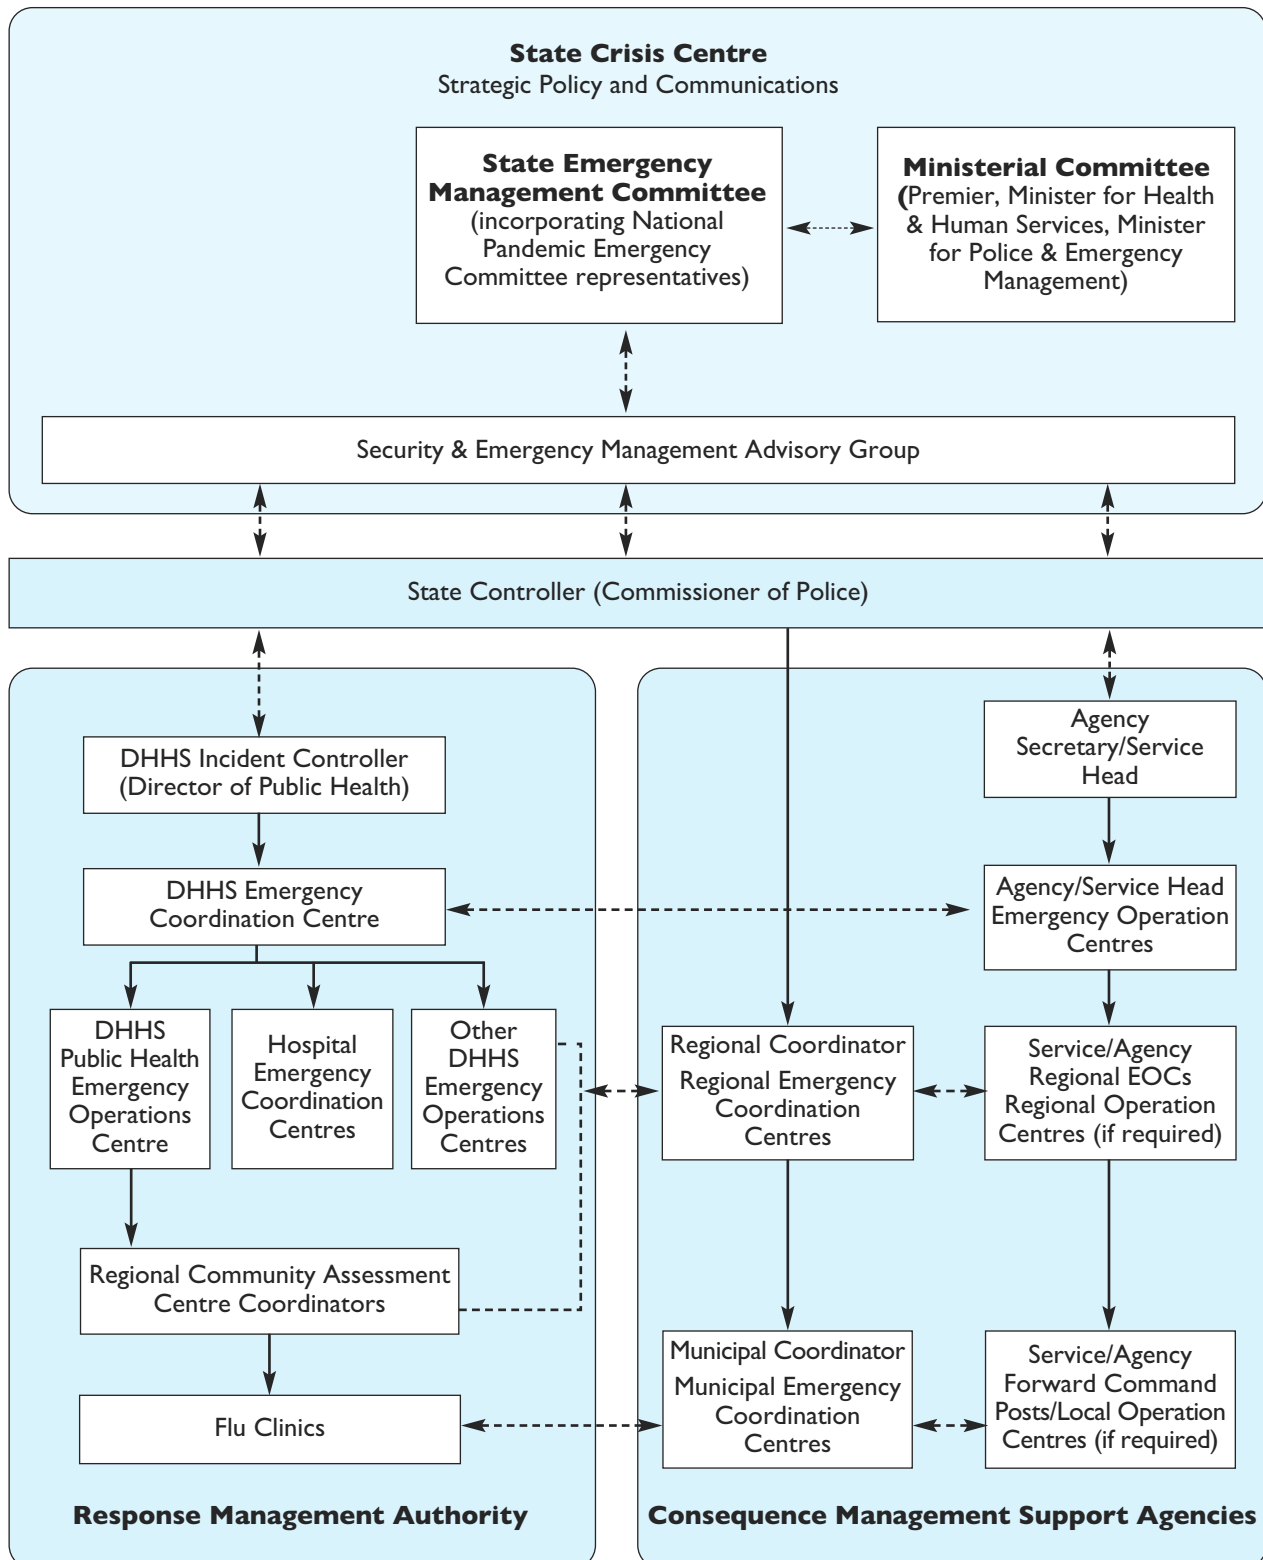 State Crisis Centre
Strategic Policy and Communications
State Emergency
Management Committee
(incorporating National
Pandemic Emergency
Committee representatives)
Ministerial Committee
(Premier, Minister for Health
& Human Services, Minister
for Police & Emergency
Management)
Security & Emergency Management Advisory Group
State Controller (Commissioner of Police)
DHHS Incident Controller
(Director of Public Health)
DHHS Emergency
Coordination Centre
DHHS
Public Health
Emergency
Operations
Centre
Hospital
Emergency
Coordination
Centres
Other
DHHS
Emergency
Operations
Centres
Regional Community Assessment
Centre Coordinators
Flu Clinics
Response Management Authority
Agency
Secretary/Service
Head
Agency/Service Head
Emergency Operation
Centres
Regional Coordinator
Regional Emergency
Coordination
Centres
Service/Agency
Regional EOCs
Regional Operation
Centres (if required)
Municipal Coordinator
Municipal Emergency
Coordination
Centres
Service/Agency
Forward Command
Posts/Local Operation
Centres (if required)
Consequence Management Support Agencies